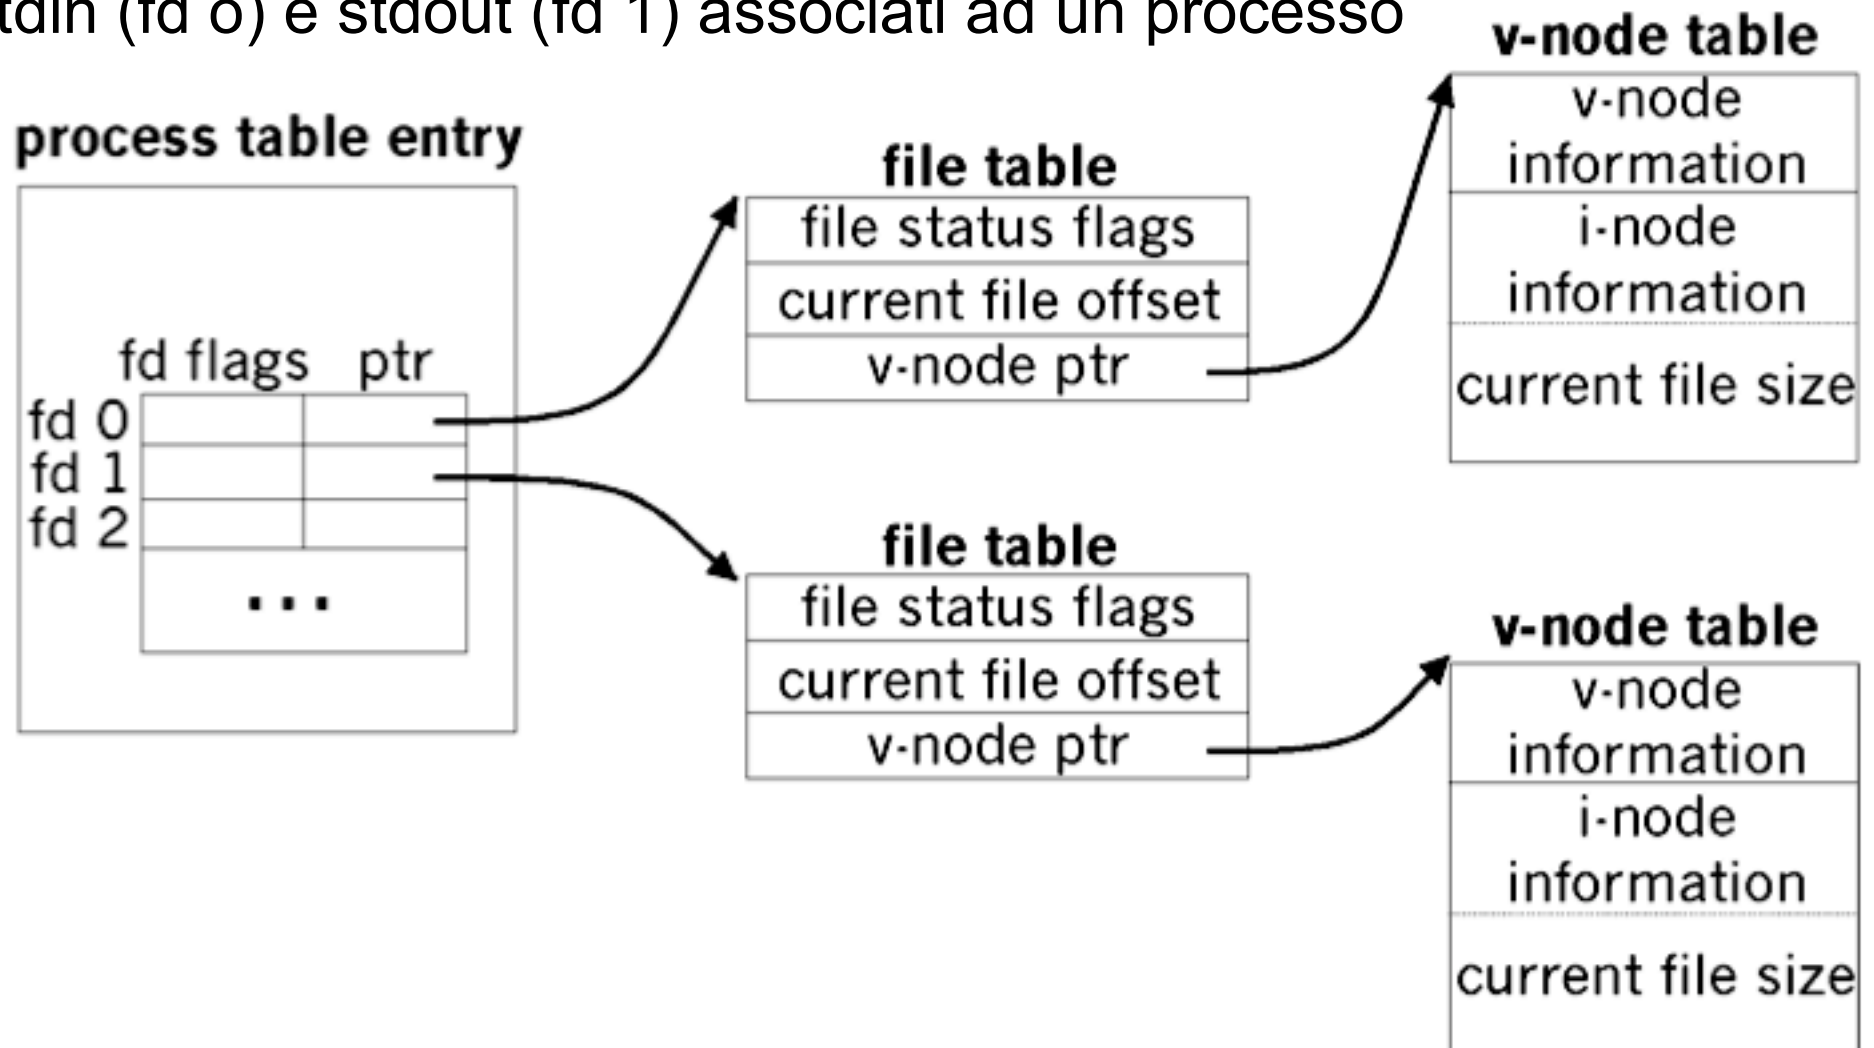 tdin (fd o) e stdout (fd 1) associati ad un processo
process table entry
fd flags ptr
fd 0
fd 1
fd 2
...
file table
file status flags
current file offset
v-node ptr
file table
file status flags
current file offset
v-node ptr
v-node table
v-node
information
i-node
information
current file size
v-node table
v-node
information
i-node
information
current file size